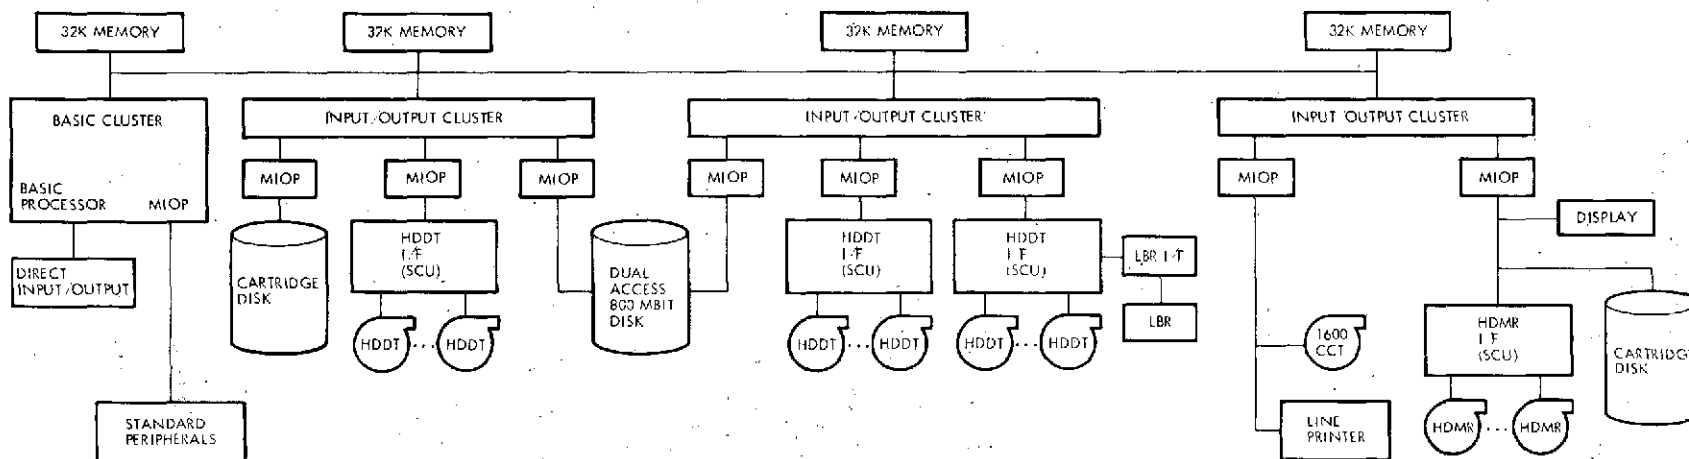 32K MEMORY
32K MEMORY
32K MEMORY
32K MEMORY
BASIC CLUSTER
BASIC
PROCESSOR
MIOP
INPUT/OUTPUT CLUSTER
INPUT/OUTPUT CLUSTER
INPUT OUTPUT CLUSTER
MIOP
MIOP
MIOP
MIOP
MIOP
MIOP
MIOP
MIOP
DIRECT
INPUT/OUTPUT
STANDARD
PERIPHERALS
CARTRIDGE
DISK
HDDT
I/F
(SCU)
HDDT
...
HDDT
DUAL
ACCESS
800 MBIT
DISK
HDDT
I/F
(SCU)
HDDT
...
HDDT
HDDT
I F
(SCU)
HDDT
...
HDDT
LBR I/F
LBR
1600
CCT
LINE
PRINTER
DISPLAY
HDMR
I F
(SCU)
HDMR
...
HDMR
CARTRIDGE
DISK